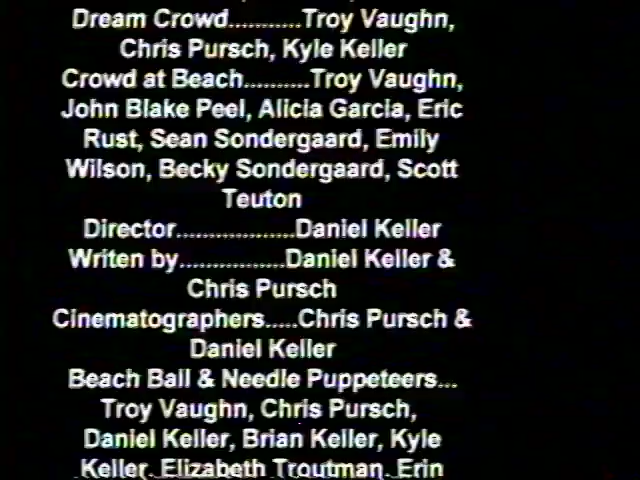 Dream Crowd...........Troy Vaughn,
Chris Pursch, Kyle Keller
Crowd at Beach..........Troy Vaughn,
John Blake Peel, Alicia Garcia, Eric
Rust, Sean Sondergaard, Emily
Wilson, Becky Sondergaard, Scott
Teuton
Director..................Daniel Keller
Writen by................Daniel Keller &
Chris Pursch
Cinematographers.....Chris Pursch &
Daniel Keller
Beach Ball & Needle Puppeteers...
Troy Vaughn, Chris Pursch,
Daniel Keller, Brian Keller, Kyle
Keller, Elizabeth Troutman, Erin